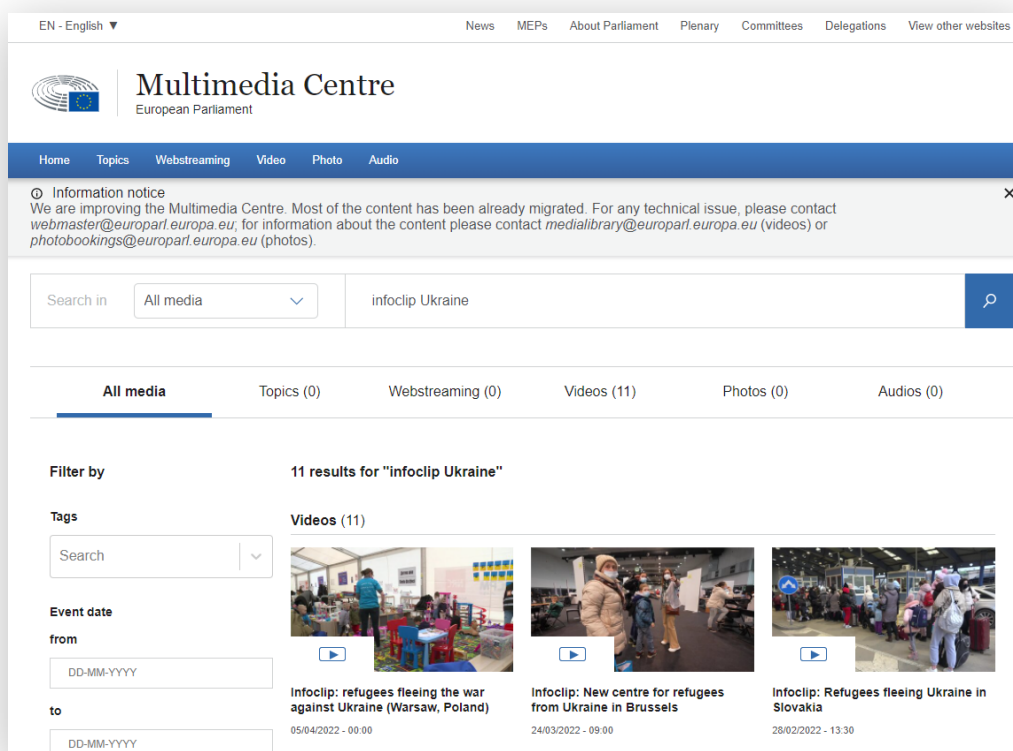 EN - English ▼
News MEPs About Parliament Plenary Committees Delegations View other websites
Multimedia Centre
European Parliament
Home Topics Webstreaming Video Photo Audio
Information notice
We are improving the Multimedia Centre. Most of the content has been already migrated. For any technical issue, please contact
webmaster@europarl.europa.eu; for information about the content please contact medialibrary@europarl.europa.eu (videos) or
photobookings@europarl.europa.eu (photos).
Search in All media infoclip Ukraine
All media Topics (0) Webstreaming (0) Videos (11) Photos (0) Audios (0)
Filter by
11 results for "infoclip Ukraine"
Tags
Videos (11)
Search
Event date
from
DD-MM-YYYY
to
DD-MM-YYYY
Infoclip: refugees fleeing the war
against Ukraine (Warsaw, Poland)
05/04/2022 - 00:00
Infoclip: New centre for refugees
from Ukraine in Brussels
24/03/2022 - 09:00
Infoclip: Refugees fleeing Ukraine in
Slovakia
28/02/2022 - 13:30